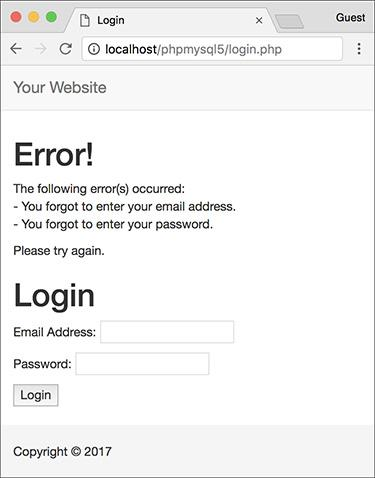 Login
Guest
localhost/phpmysql5/login.php
Your Website
Error!
The following error(s) occurred:
- You forgot to enter your email address.
- You forgot to enter your password.
Please try again.
Login
Email Address:
Password:
Login
Copyright © 2017